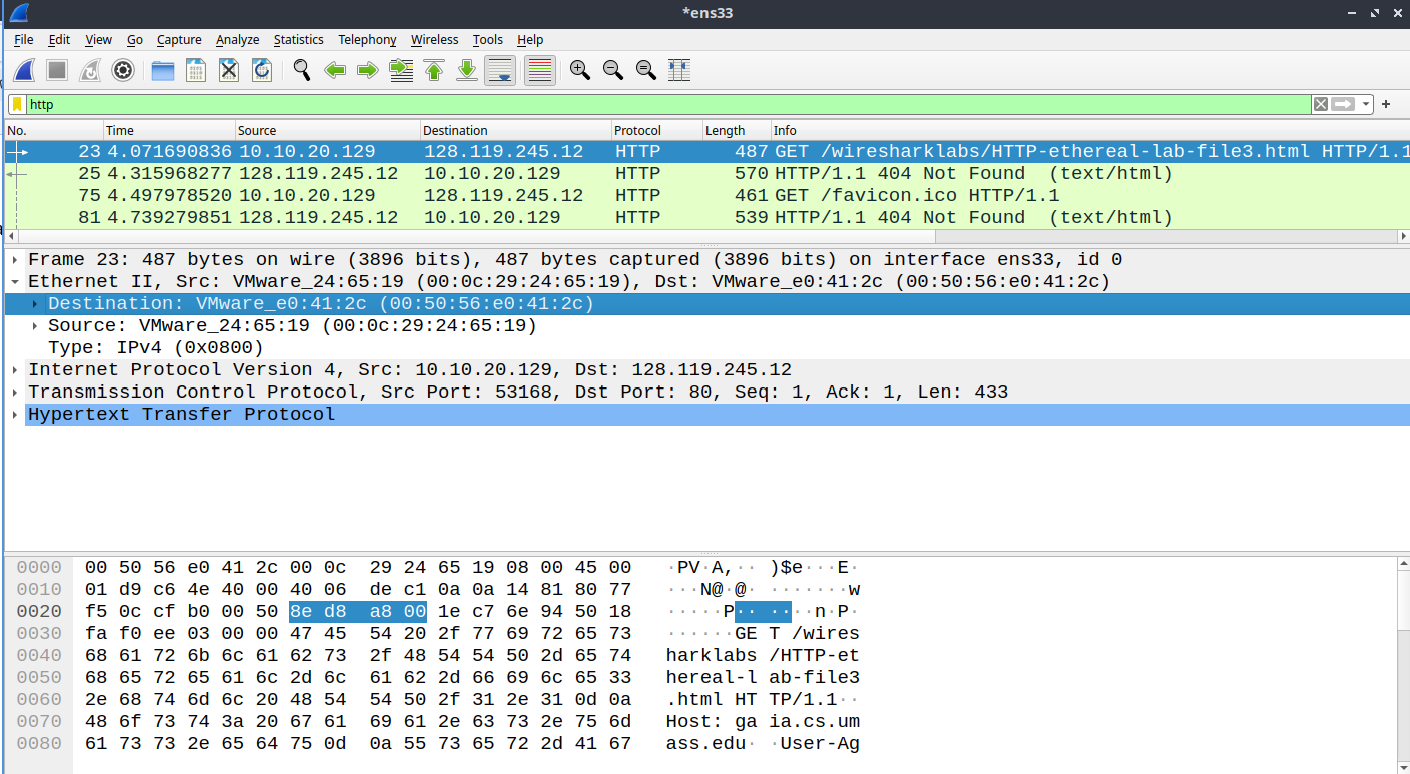 *ens33
File Edit View Go Capture Analyze Statistics Telephony Wireless Tools Help
http
No. Time Source Destination Protocol Length Info
23 4.071690836 10.10.20.129 128.119.245.12 HTTP 487 GET /wiresharklabs/HTTP-ethereal-lab-file3.html HTTP/1.1
25 4.315968277 128.119.245.12 10.10.20.129 HTTP 570 HTTP/1.1 404 Not Found (text/html)
75 4.497978520 10.10.20.129 128.119.245.12 HTTP 461 GET /favicon.ico HTTP/1.1
81 4.739279851 128.119.245.12 10.10.20.129 HTTP 539 HTTP/1.1 404 Not Found (text/html)
Frame 23: 487 bytes on wire (3896 bits), 487 bytes captured (3896 bits) on interface ens33, id 0
Ethernet II, Src: VMware_24:65:19 (00:0c:29:24:65:19), Dst: VMware_e0:41:2c (00:50:56:e0:41:2c)
Destination: VMware_e0:41:2c (00:50:56:e0:41:2c)
Source: VMware_24:65:19 (00:0c:29:24:65:19)
Type: IPv4 (0x0800)
Internet Protocol Version 4, Src: 10.10.20.129, Dst: 128.119.245.12
Transmission Control Protocol, Src Port: 53168, Dst Port: 80, Seq: 1, Ack: 1, Len: 433
Hypertext Transfer Protocol
0000 00 50 56 e0 41 2c 00 0c 29 24 65 19 08 00 45 00 ·PV·A,·· )$e···E·
0010 01 d9 c6 4e 40 00 40 06 de c1 0a 0a 14 81 80 77 ···N@·@· ·······w
0020 f5 0c cf b0 00 50 8e d8 a8 00 1e c7 6e 94 50 18 ·····P·· ····n·P·
0030 fa f0 ee 03 00 00 47 45 54 20 2f 77 69 72 65 73 ······GE T /wires
0040 68 61 72 6b 6c 61 62 73 2f 48 54 54 50 2d 65 74 harklabs /HTTP-et
0050 68 65 72 65 61 6c 2d 6c 61 62 2d 66 69 6c 65 33 hereal-l ab-file3
0060 2e 68 74 6d 6c 20 48 54 54 50 2f 31 2e 31 0d 0a .html HT TP/1.1··
0070 48 6f 73 74 3a 20 67 61 69 61 2e 63 73 2e 75 6d Host: ga ia.cs.um
0080 61 73 73 2e 65 64 75 0d 0a 55 73 65 72 2d 41 67 ass.edu· ·User-Ag